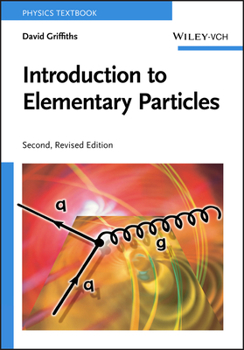 PHYSICS TEXTBOOK
David Griffiths
WILEY-VCH
Introduction to
Elementary Particles
Second, Revised Edition
q
g
q